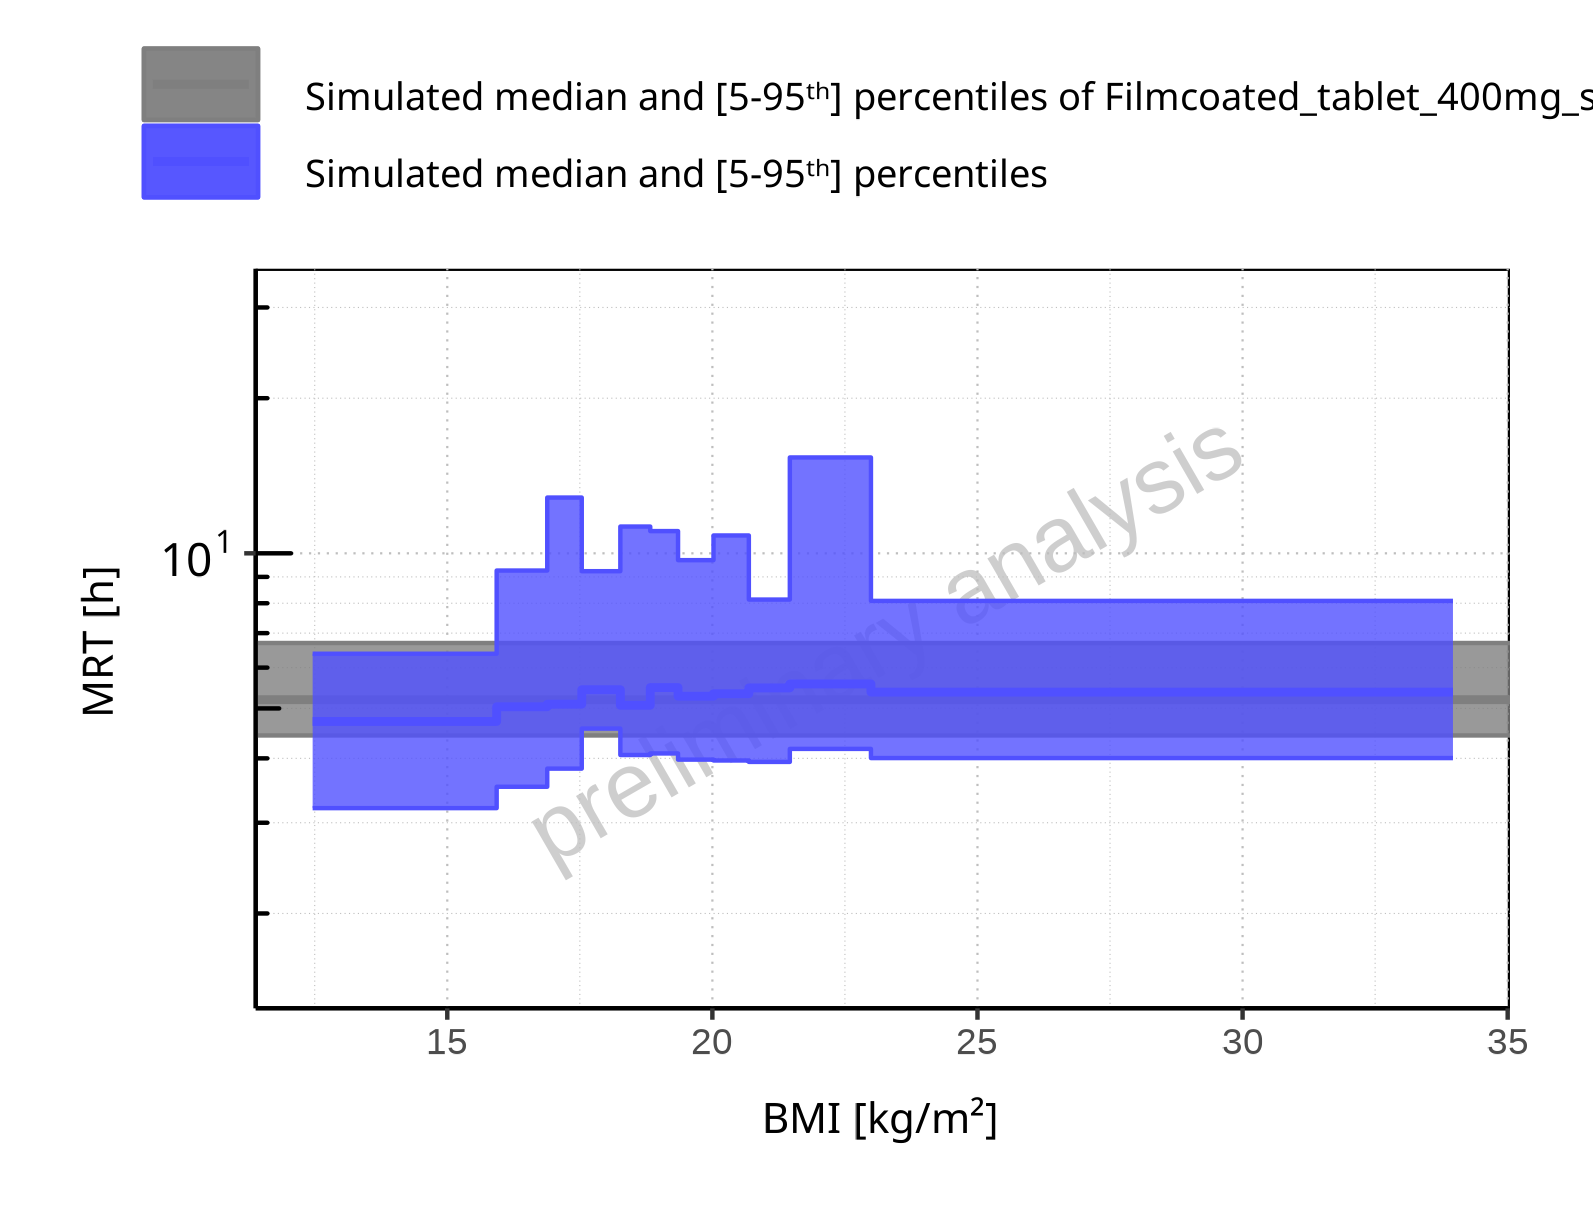 Simulated median and [5-95ᵗʰ] percentiles of Filmcoated_tablet_400mg_s
Simulated median and [5-95ᵗʰ] percentiles
10¹
MRT [h]
preliminary analysis
15 20 25 30 35
BMI [kg/m²]